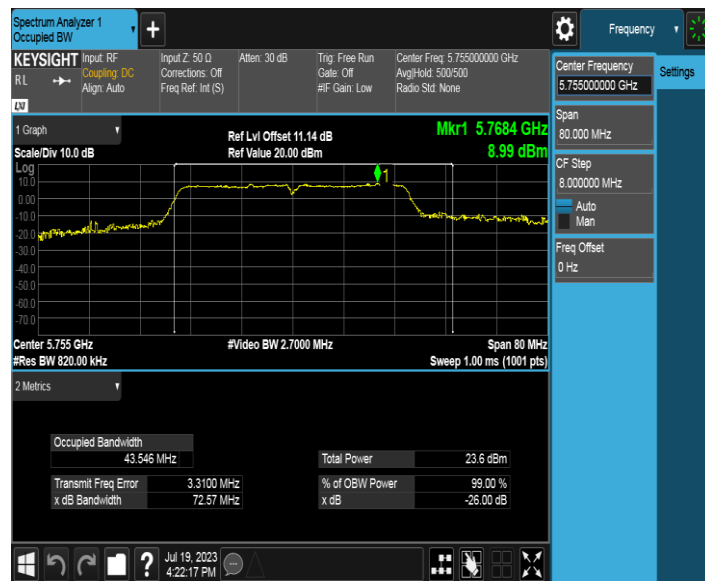 Spectrum Analyzer 1
Occupied BW
+
Frequency
KEYSIGHT
RL
LXI
Input: RF
Coupling: DC
Align: Auto
Input Z: 50 Ω
Corrections: Off
Freq Ref: Int (S)
Atten: 30 dB
Trig: Free Run
Gate: Off
#IF Gain: Low
Center Freq: 5.755000000 GHz
Avg|Hold: 500/500
Radio Std: None
Center Frequency
5.755000000 GHz
Settings
Span
80.000 MHz
CF Step
8.000000 MHz
Auto
Man
Freq Offset
0 Hz
1 Graph
Scale/Div 10.0 dB
Ref Lvl Offset 11.14 dB
Ref Value 20.00 dBm
Mkr1 5.7684 GHz
8.99 dBm
Log
10.0
0.00
-10.0
-20.0
-30.0
-40.0
-50.0
-60.0
-70.0
1
Center 5.755 GHz
#Res BW 820.00 kHz
#Video BW 2.7000 MHz
Span 80 MHz
Sweep 1.00 ms (1001 pts)
2 Metrics
Occupied Bandwidth
43.546 MHz
Total Power 23.6 dBm
Transmit Freq Error 3.3100 MHz
% of OBW Power 99.00 %
x dB Bandwidth 72.57 MHz
x dB -26.00 dB
?
Jul 19, 2023
4:22:17 PM